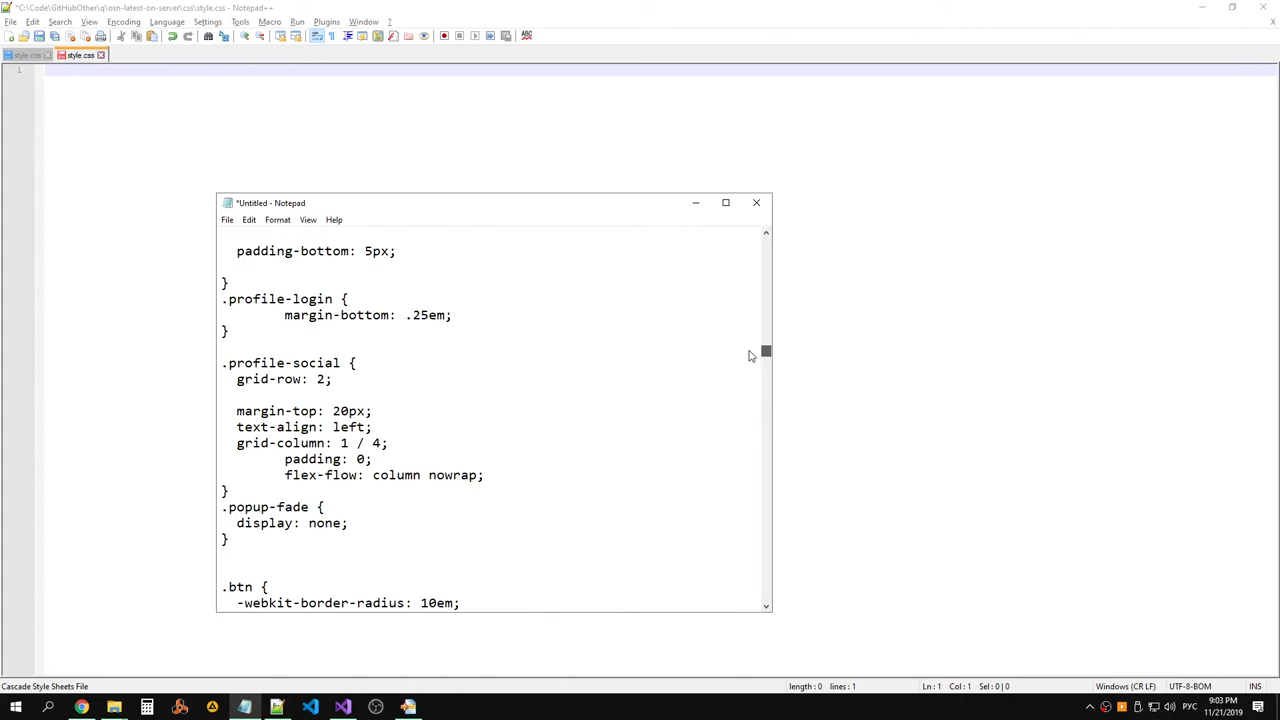 *C:\Code\GitHubOther\q\osn-latest-on-server\css\style.css - Notepad++
File Edit Search View Encoding Language Settings Tools Macro Run Plugins Window ?
style.css style.css
1
*Untitled - Notepad
File Edit Format View Help
padding-bottom: 5px;
}
.profile-login {
margin-bottom: .25em;
}
.profile-social {
grid-row: 2;
margin-top: 20px;
text-align: left;
grid-column: 1 / 4;
padding: 0;
flex-flow: column nowrap;
}
.popup-fade {
display: none;
}
.btn {
-webkit-border-radius: 10em;
Cascade Style Sheets File length : 0 lines : 1 Ln : 1 Col : 1 Sel : 0 | 0 Windows (CR LF) UTF-8-BOM INS
РУС 9:03 PM
11/21/2019